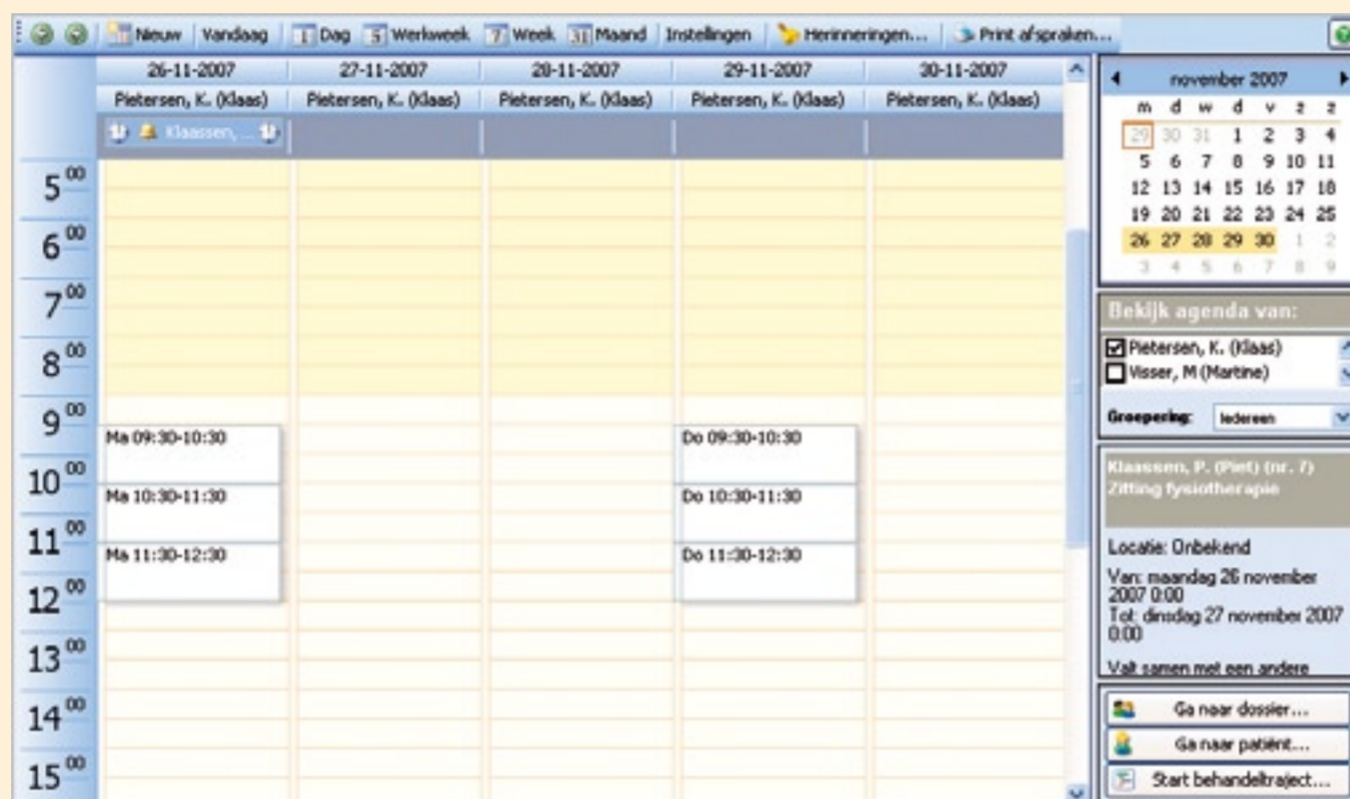 Nieuw Vandaag 1 Dag 5 Werkweek 7 Week 31 Maand Instellingen Herinneringen... Print afspraken...
26-11-2007 27-11-2007 28-11-2007 29-11-2007 30-11-2007
Pietersen, K. (Klaas) Pietersen, K. (Klaas) Pietersen, K. (Klaas) Pietersen, K. (Klaas) Pietersen, K. (Klaas)
Klaassen, ...
5 00
6 00
7 00
8 00
9 00
Ma 09:30-10:30 Do 09:30-10:30
10 00
Ma 10:30-11:30 Do 10:30-11:30
11 00
Ma 11:30-12:30 Do 11:30-12:30
12 00
13 00
14 00
15 00
november 2007
m d w d v z z
29 30 31 1 2 3 4
5 6 7 8 9 10 11
12 13 14 15 16 17 18
19 20 21 22 23 24 25
26 27 28 29 30 1 2
3 4 5 6 7 8 9
Bekijk agenda van:
Pietersen, K. (Klaas)
Visser, M (Martine)
Groepering: Iedereen
Klaassen, P. (Piet) (nr. 7)
Zitting fysiotherapie
Locatie: Onbekend
Van: maandag 26 november
2007 0:00
Tot: dinsdag 27 november 2007
0:00
Valt samen met een andere
Ga naar dossier...
Ga naar patiënt...
Start behandeltraject...